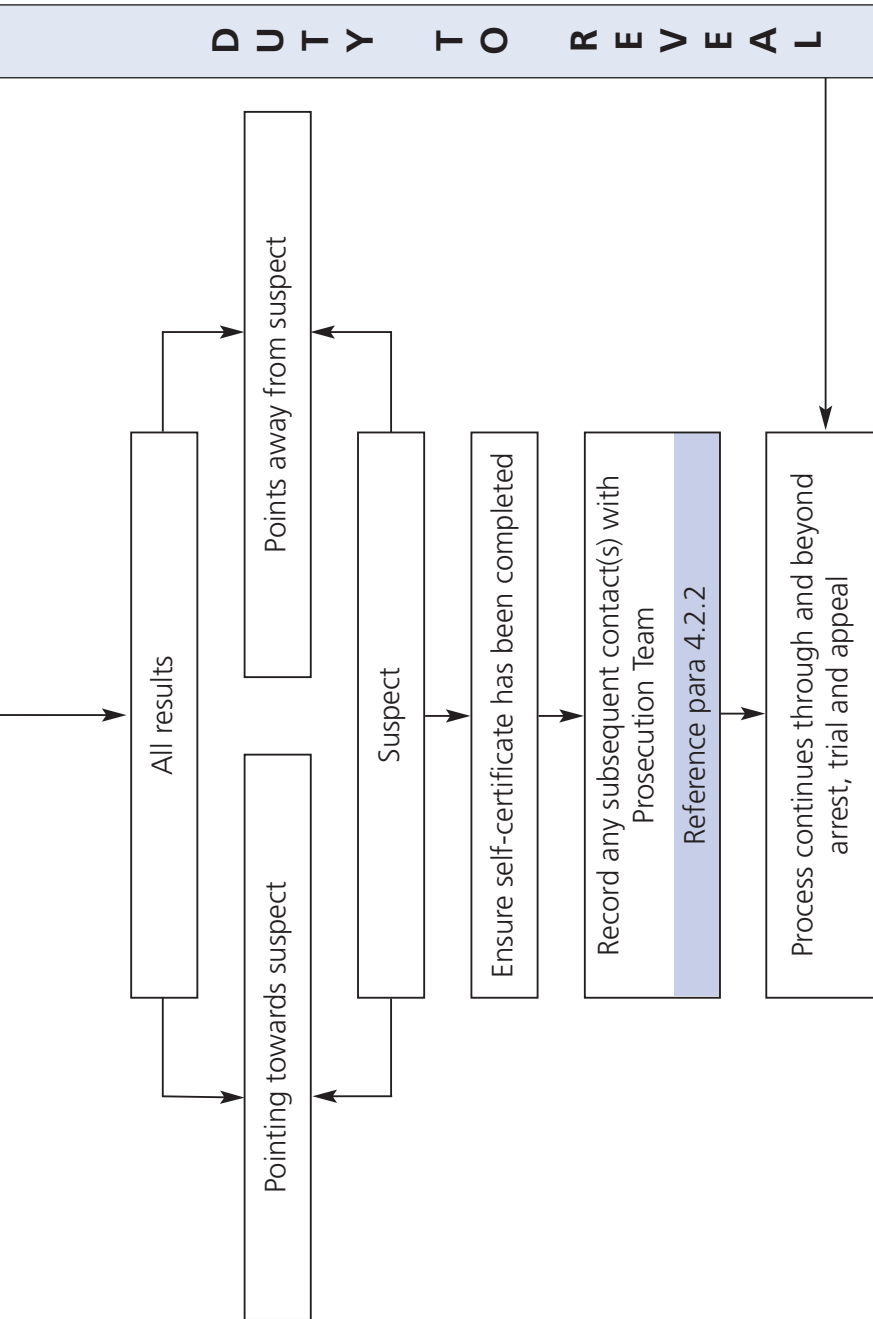 DUTY TO REVEAL
All results
Pointing towards suspect
Points away from suspect
Suspect
Ensure self-certificate has been completed
Record any subsequent contact(s) with
Prosecution Team
Reference para 4.2.2
Process continues through and beyond
arrest, trial and appeal